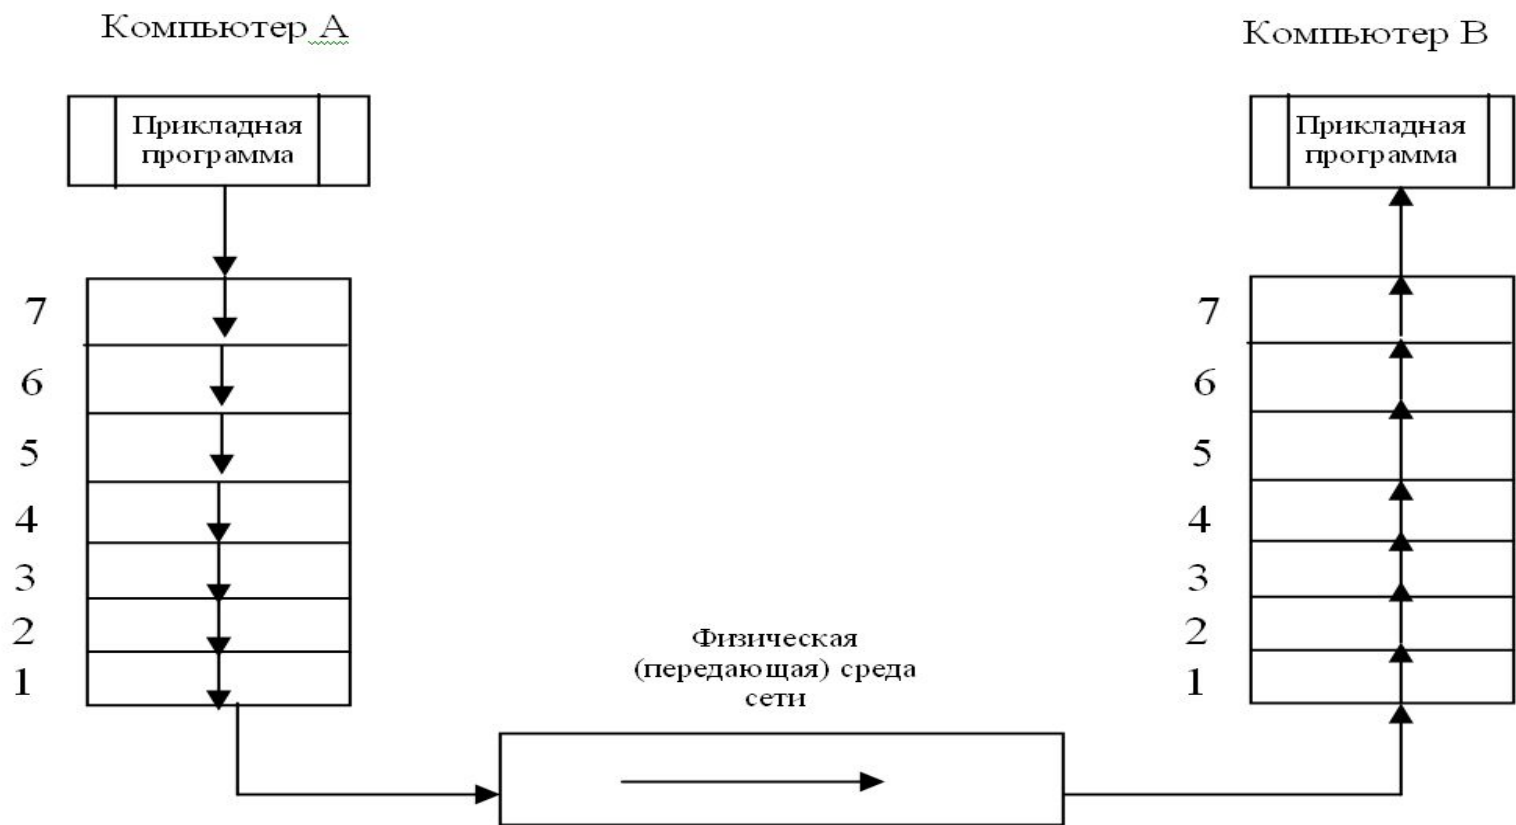 Компьютер А
Компьютер В
Прикладная
программа
Прикладная
программа
7
6
5
4
3
2
1
7
6
5
4
3
2
1
Физическая
(передающая) среда
сети